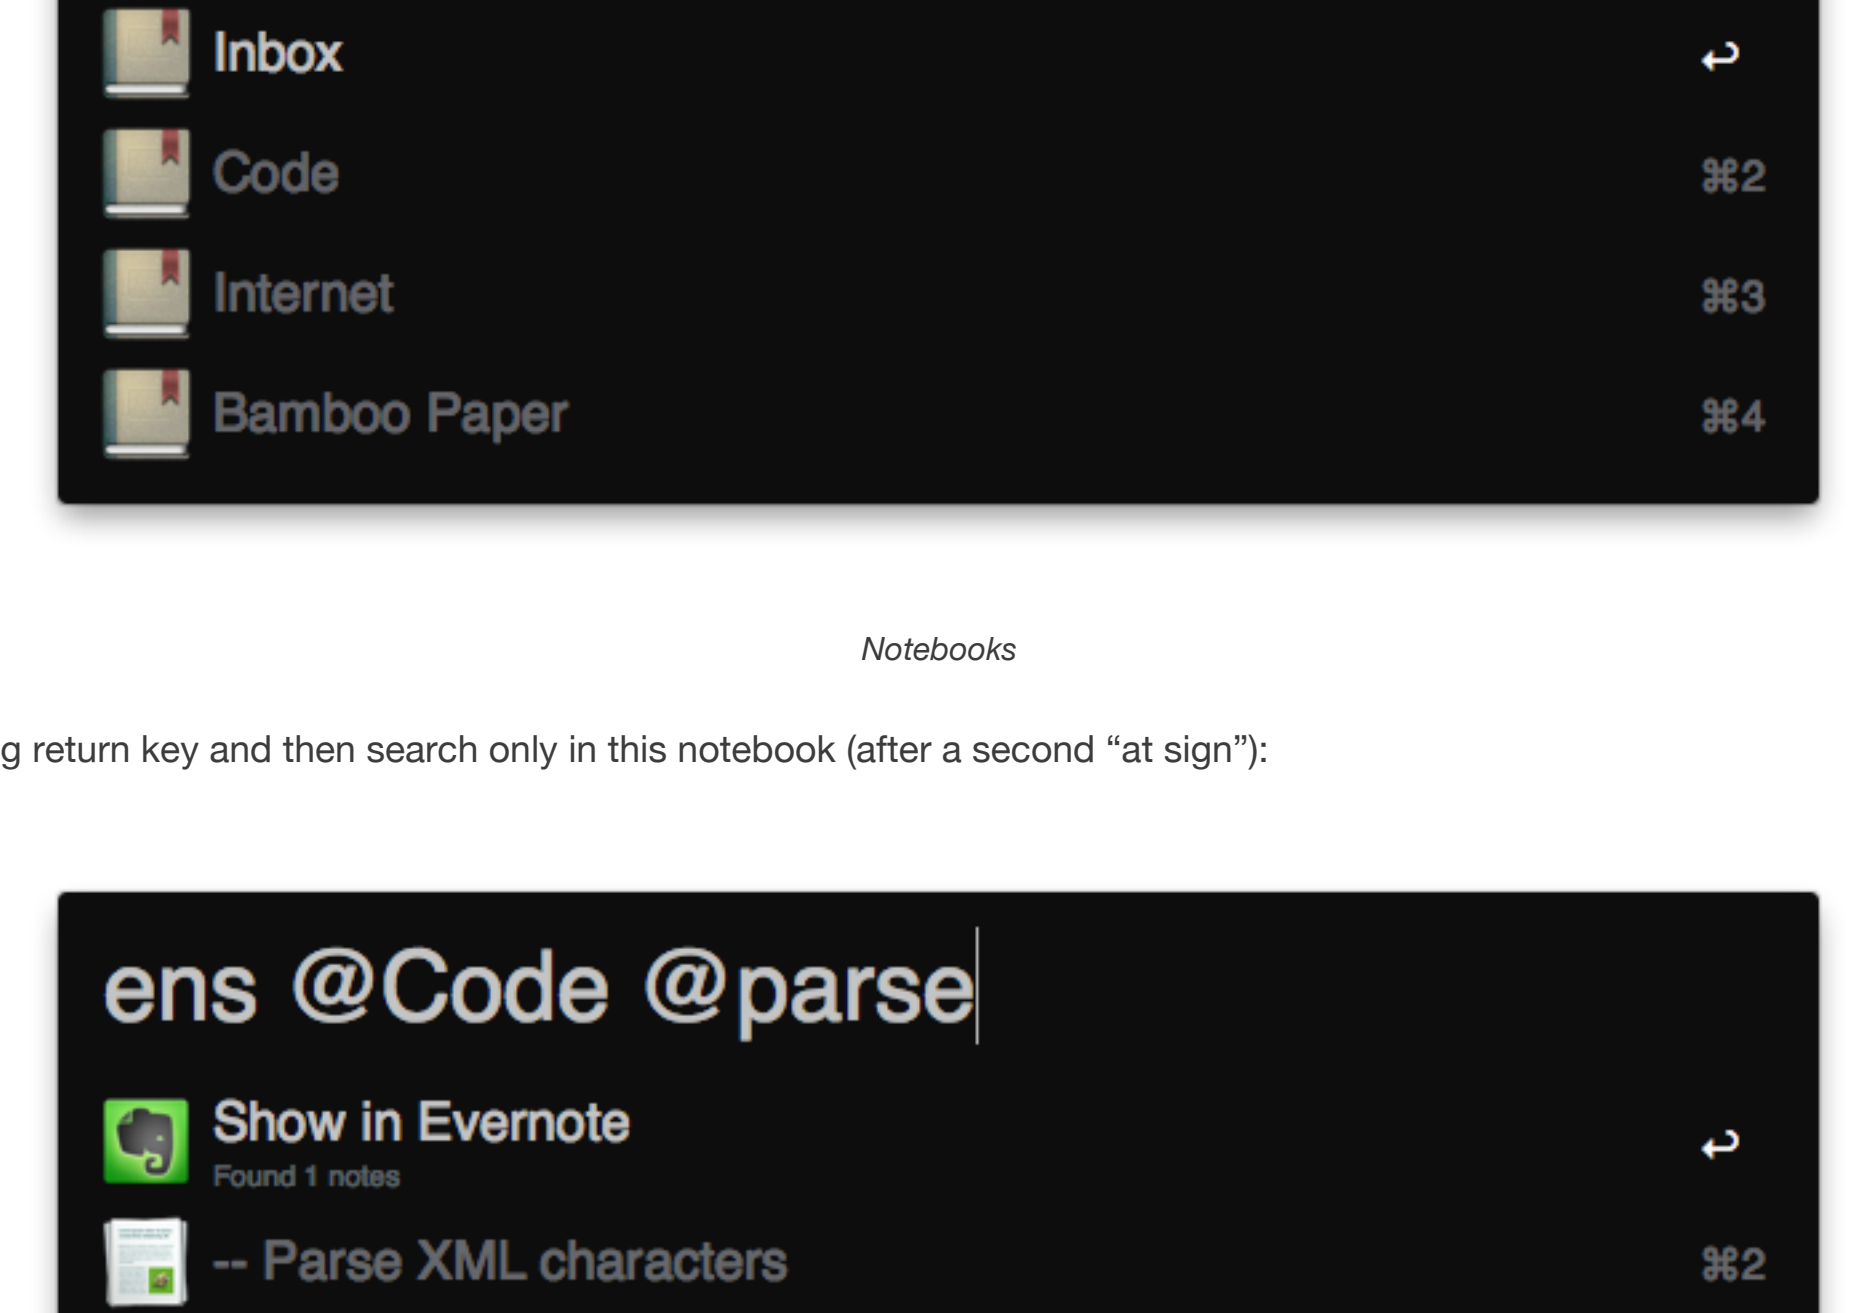 Inbox ↩
Code ⌘2
Internet ⌘3
Bamboo Paper ⌘4
Notebooks
g return key and then search only in this notebook (after a second “at sign”):
ens @Code @parse
Show in Evernote ↩
Found 1 notes
-- Parse XML characters ⌘2